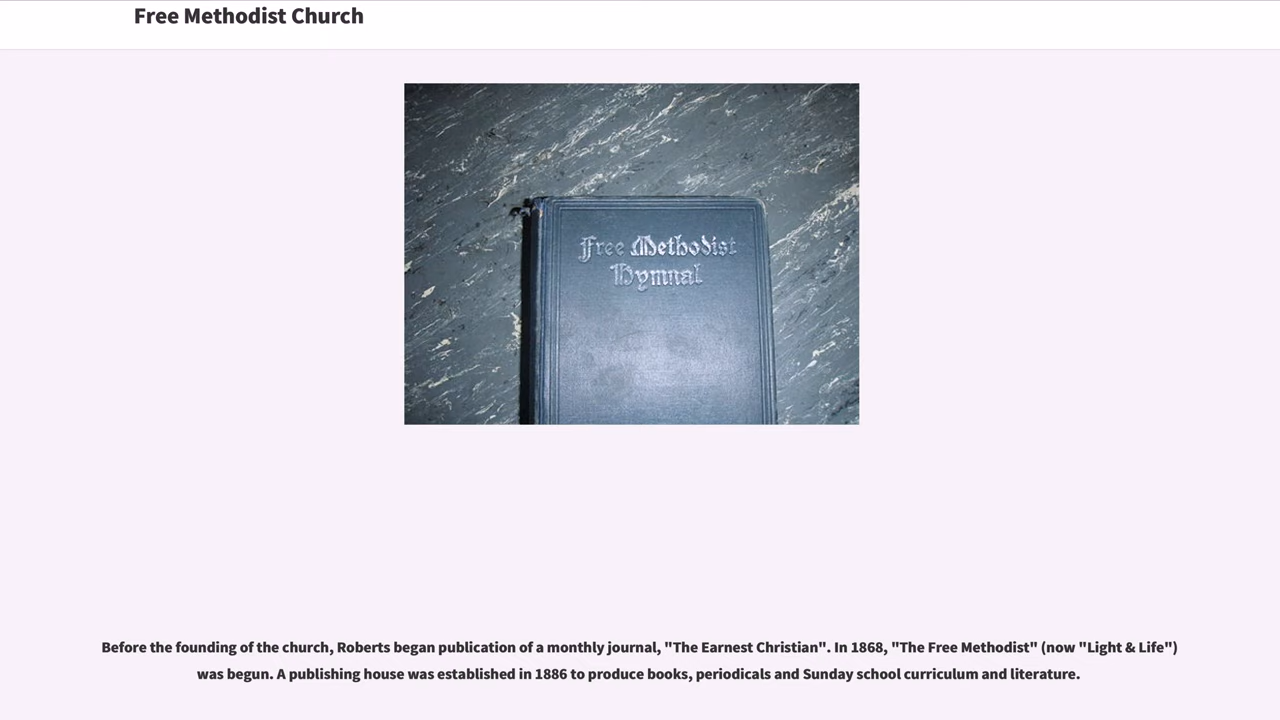 Free Methodist Church
Free Methodist
Hymnal
Before the founding of the church, Roberts began publication of a monthly journal, "The Earnest Christian". In 1868, "The Free Methodist" (now "Light & Life")
was begun. A publishing house was established in 1886 to produce books, periodicals and Sunday school curriculum and literature.